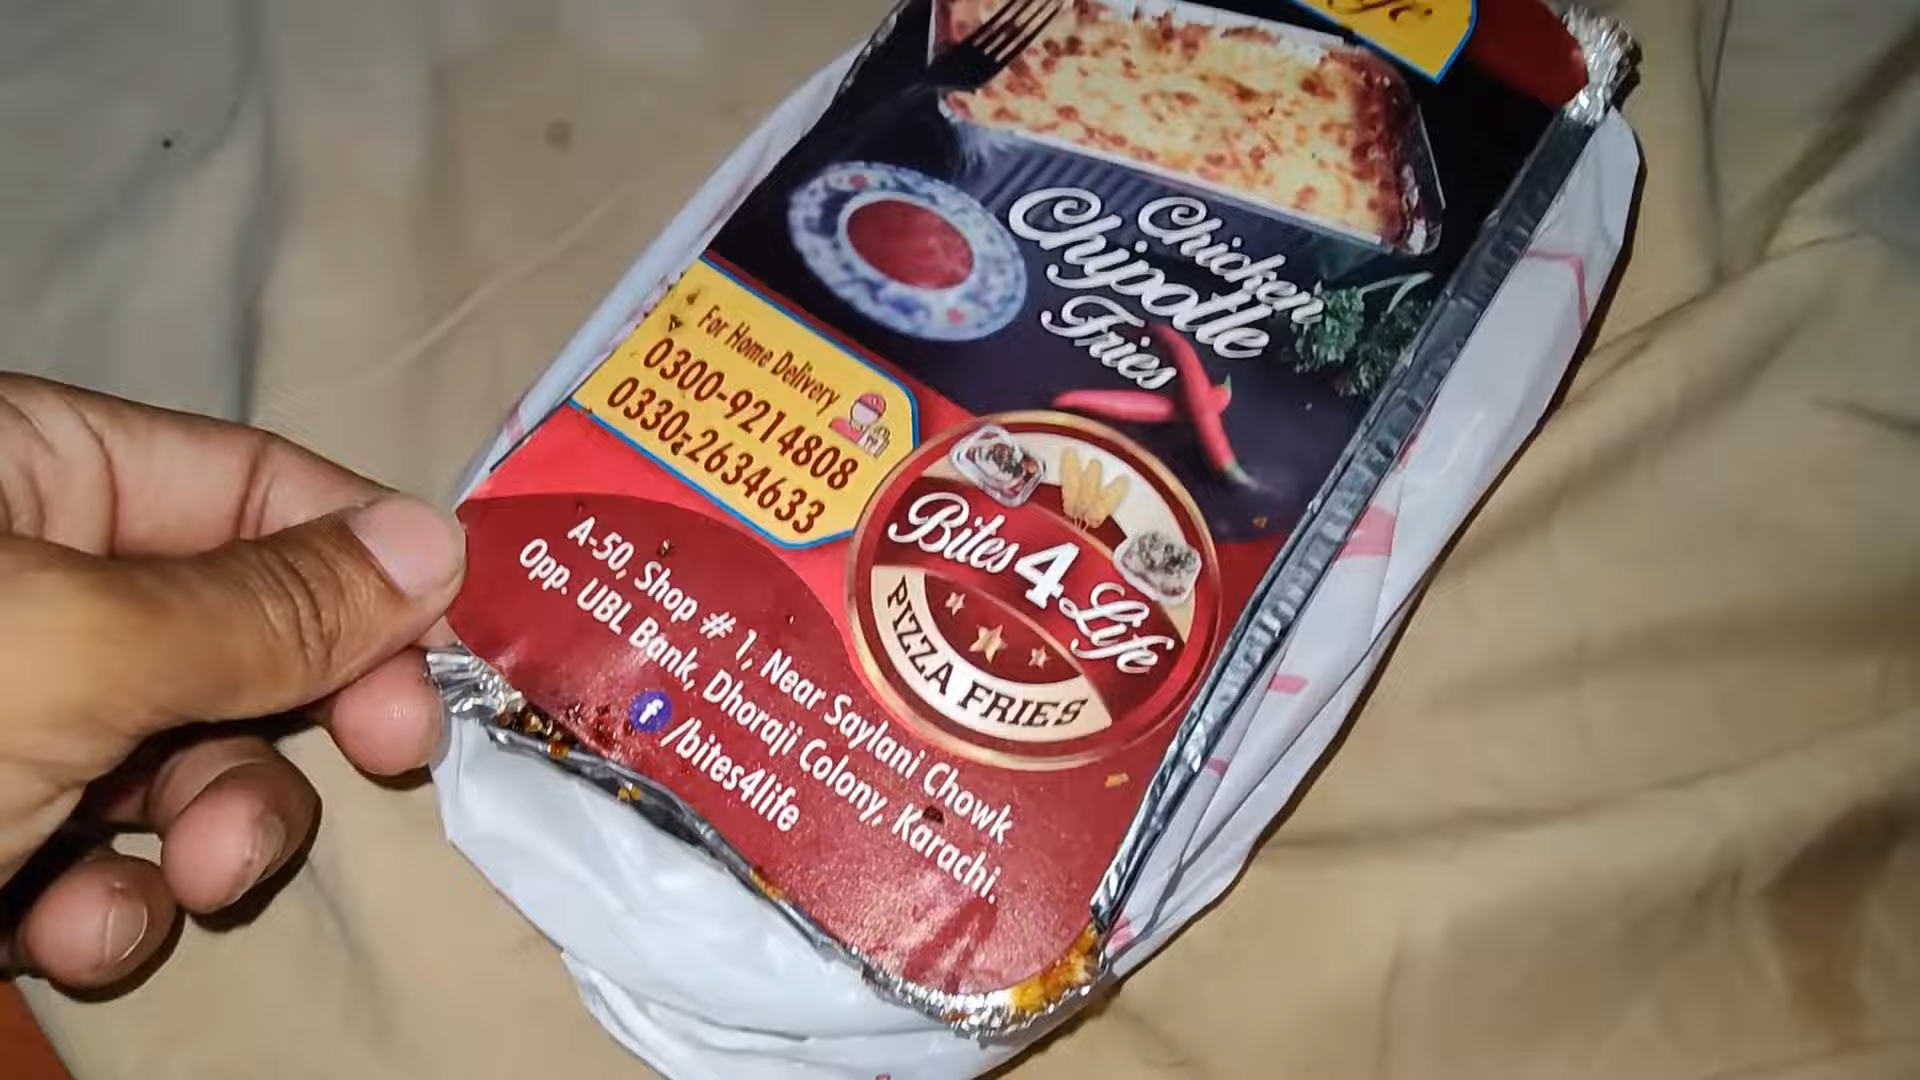 Chicken
Chipotle
Fries
For Home Delivery
0300-9214808
0330-2634633
Bites 4 Life
PIZZA FRIES
A-50, Shop # 1, Near Saylani Chowk
Opp. UBL Bank, Dhoraji Colony, Karachi.
f /bites4life